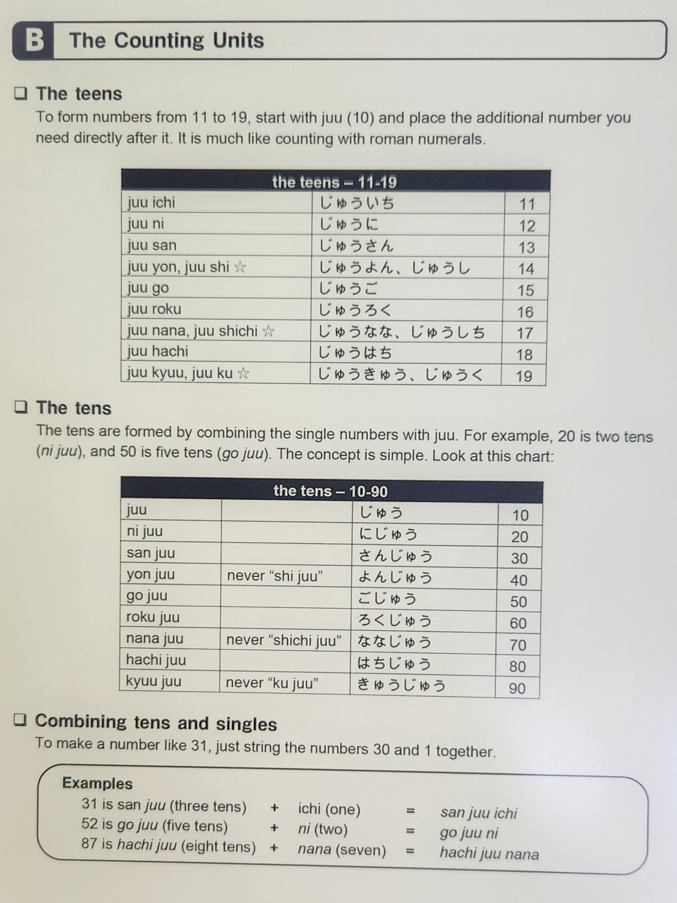 B The Counting Units
❏ The teens
To form numbers from 11 to 19, start with juu (10) and place the additional number you
need directly after it. It is much like counting with roman numerals.
the teens – 11-19
juu ichi じゅういち 11
juu ni じゅうに 12
juu san じゅうさん 13
juu yon, juu shi ☆ じゅうよん、じゅうし 14
juu go じゅうご 15
juu roku じゅうろく 16
juu nana, juu shichi ☆ じゅうなな、じゅうしち 17
juu hachi じゅうはち 18
juu kyuu, juu ku ☆ じゅうきゅう、じゅうく 19
❏ The tens
The tens are formed by combining the single numbers with juu. For example, 20 is two tens
(ni juu), and 50 is five tens (go juu). The concept is simple. Look at this chart:
the tens – 10-90
juu じゅう 10
ni juu にじゅう 20
san juu さんじゅう 30
yon juu never “shi juu” よんじゅう 40
go juu ごじゅう 50
roku juu ろくじゅう 60
nana juu never “shichi juu” ななじゅう 70
hachi juu はちじゅう 80
kyuu juu never “ku juu” きゅうじゅう 90
❏ Combining tens and singles
To make a number like 31, just string the numbers 30 and 1 together.
Examples
31 is san juu (three tens) + ichi (one) = san juu ichi
52 is go juu (five tens) + ni (two) = go juu ni
87 is hachi juu (eight tens) + nana (seven) = hachi juu nana